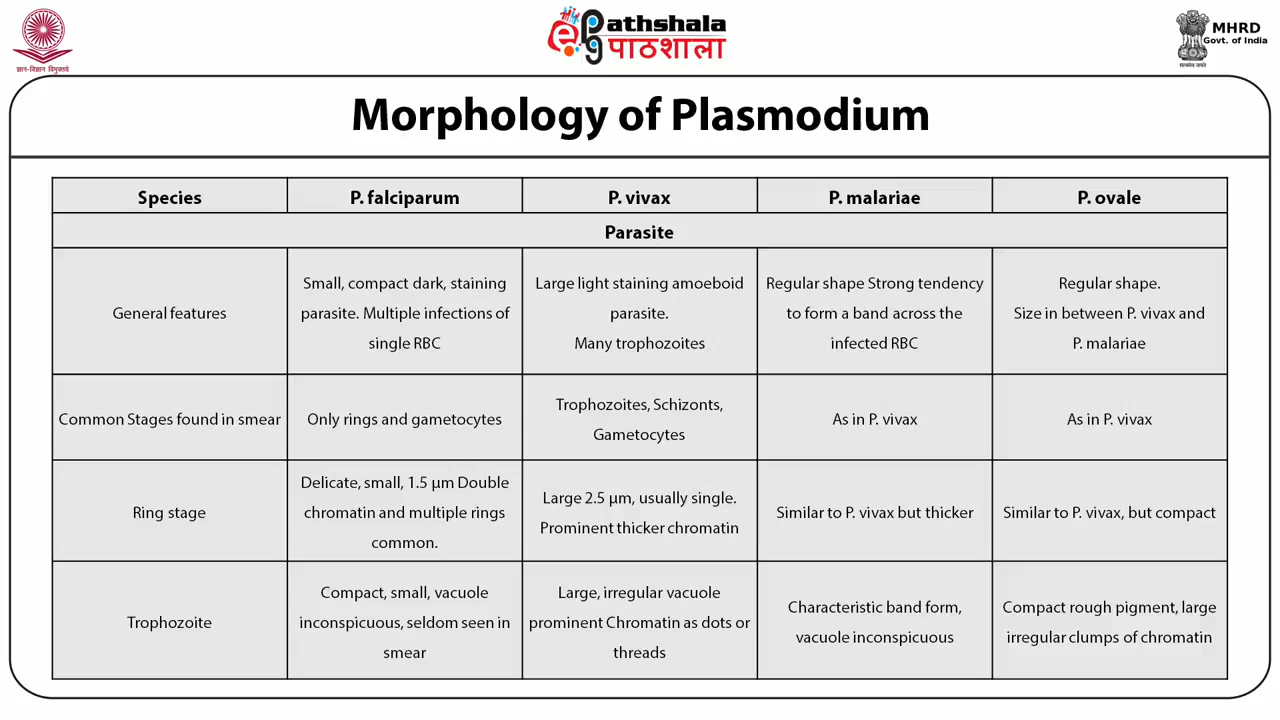 ज्ञान-विज्ञान विमुक्तये
ePg Pathshala
पाठशाला
सत्यमेव जयते
MHRD
Govt. of India
Morphology of Plasmodium
Species
P. falciparum
P. vivax
P. malariae
P. ovale
Parasite
General features
Small, compact dark, staining
parasite. Multiple infections of
single RBC
Large light staining amoeboid
parasite.
Many trophozoites
Regular shape Strong tendency
to form a band across the
infected RBC
Regular shape.
Size in between P. vivax and
P. malariae
Common Stages found in smear
Only rings and gametocytes
Trophozoites, Schizonts,
Gametocytes
As in P. vivax
As in P. vivax
Ring stage
Delicate, small, 1.5 μm Double
chromatin and multiple rings
common.
Large 2.5 μm, usually single.
Prominent thicker chromatin
Similar to P. vivax but thicker
Similar to P. vivax, but compact
Trophozoite
Compact, small, vacuole
inconspicuous, seldom seen in
smear
Large, irregular vacuole
prominent Chromatin as dots or
threads
Characteristic band form,
vacuole inconspicuous
Compact rough pigment, large
irregular clumps of chromatin